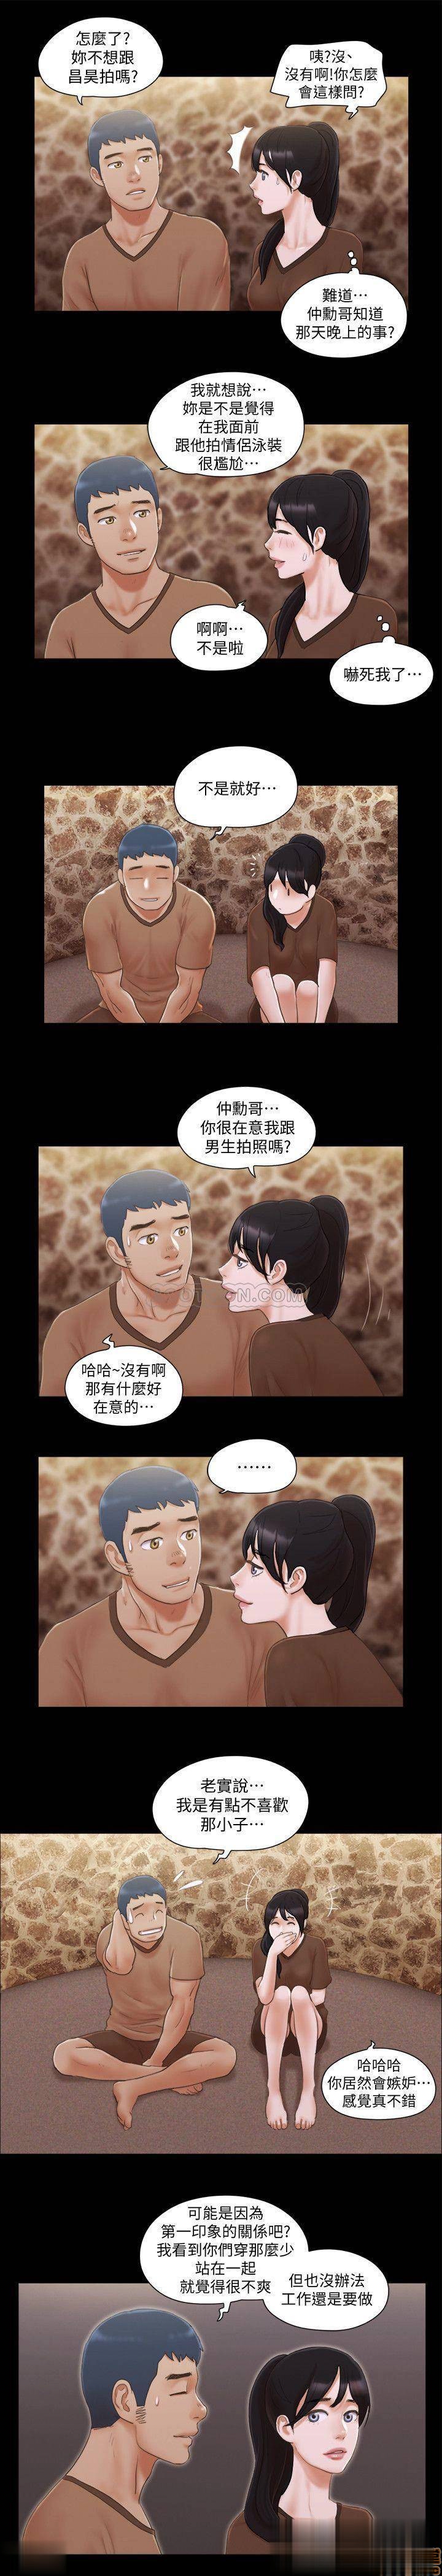 怎麼了?
妳不想跟
昌昊拍嗎?
咦?沒、
沒有啊!你怎麼
會這樣問?
難道⋯
仲勳哥知道
那天晚上的事?
我就想說⋯
妳是不是覺得
在我面前
跟他拍情侶泳裝
很尷尬⋯
啊啊⋯
不是啦
嚇死我了⋯
不是就好⋯
仲勳哥⋯
你很在意我跟
男生拍照嗎?
哈哈~沒有啊
那有什麼好
在意的⋯
⋯⋯
老實說⋯
我是有點不喜歡
那小子⋯
哈哈哈
你居然會嫉妒⋯
感覺真不錯
可能是因為
第一印象的關係吧?
我看到你們穿那麼少
站在一起
就覺得很不爽
但也沒辦法
工作還是要做